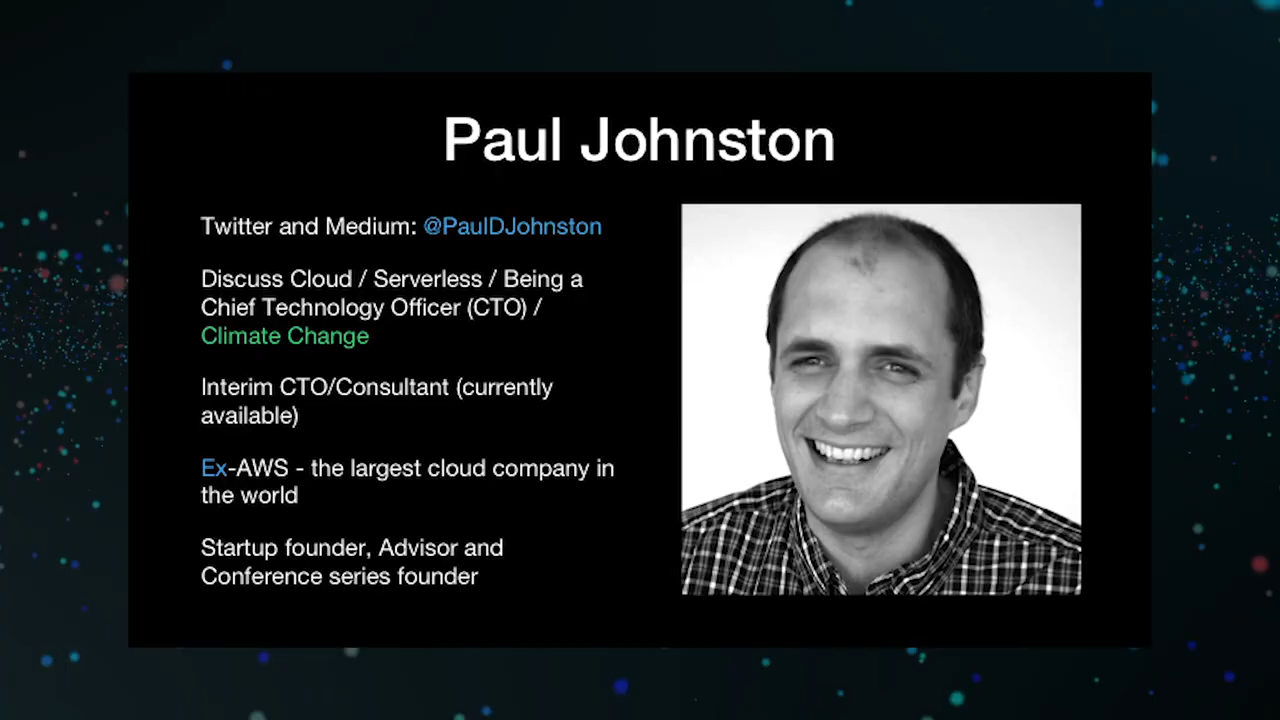 Paul Johnston
Twitter and Medium: @PaulDJohnston
Discuss Cloud / Serverless / Being a
Chief Technology Officer (CTO) /
Climate Change
Interim CTO/Consultant (currently
available)
Ex-AWS - the largest cloud company in
the world
Startup founder, Advisor and
Conference series founder